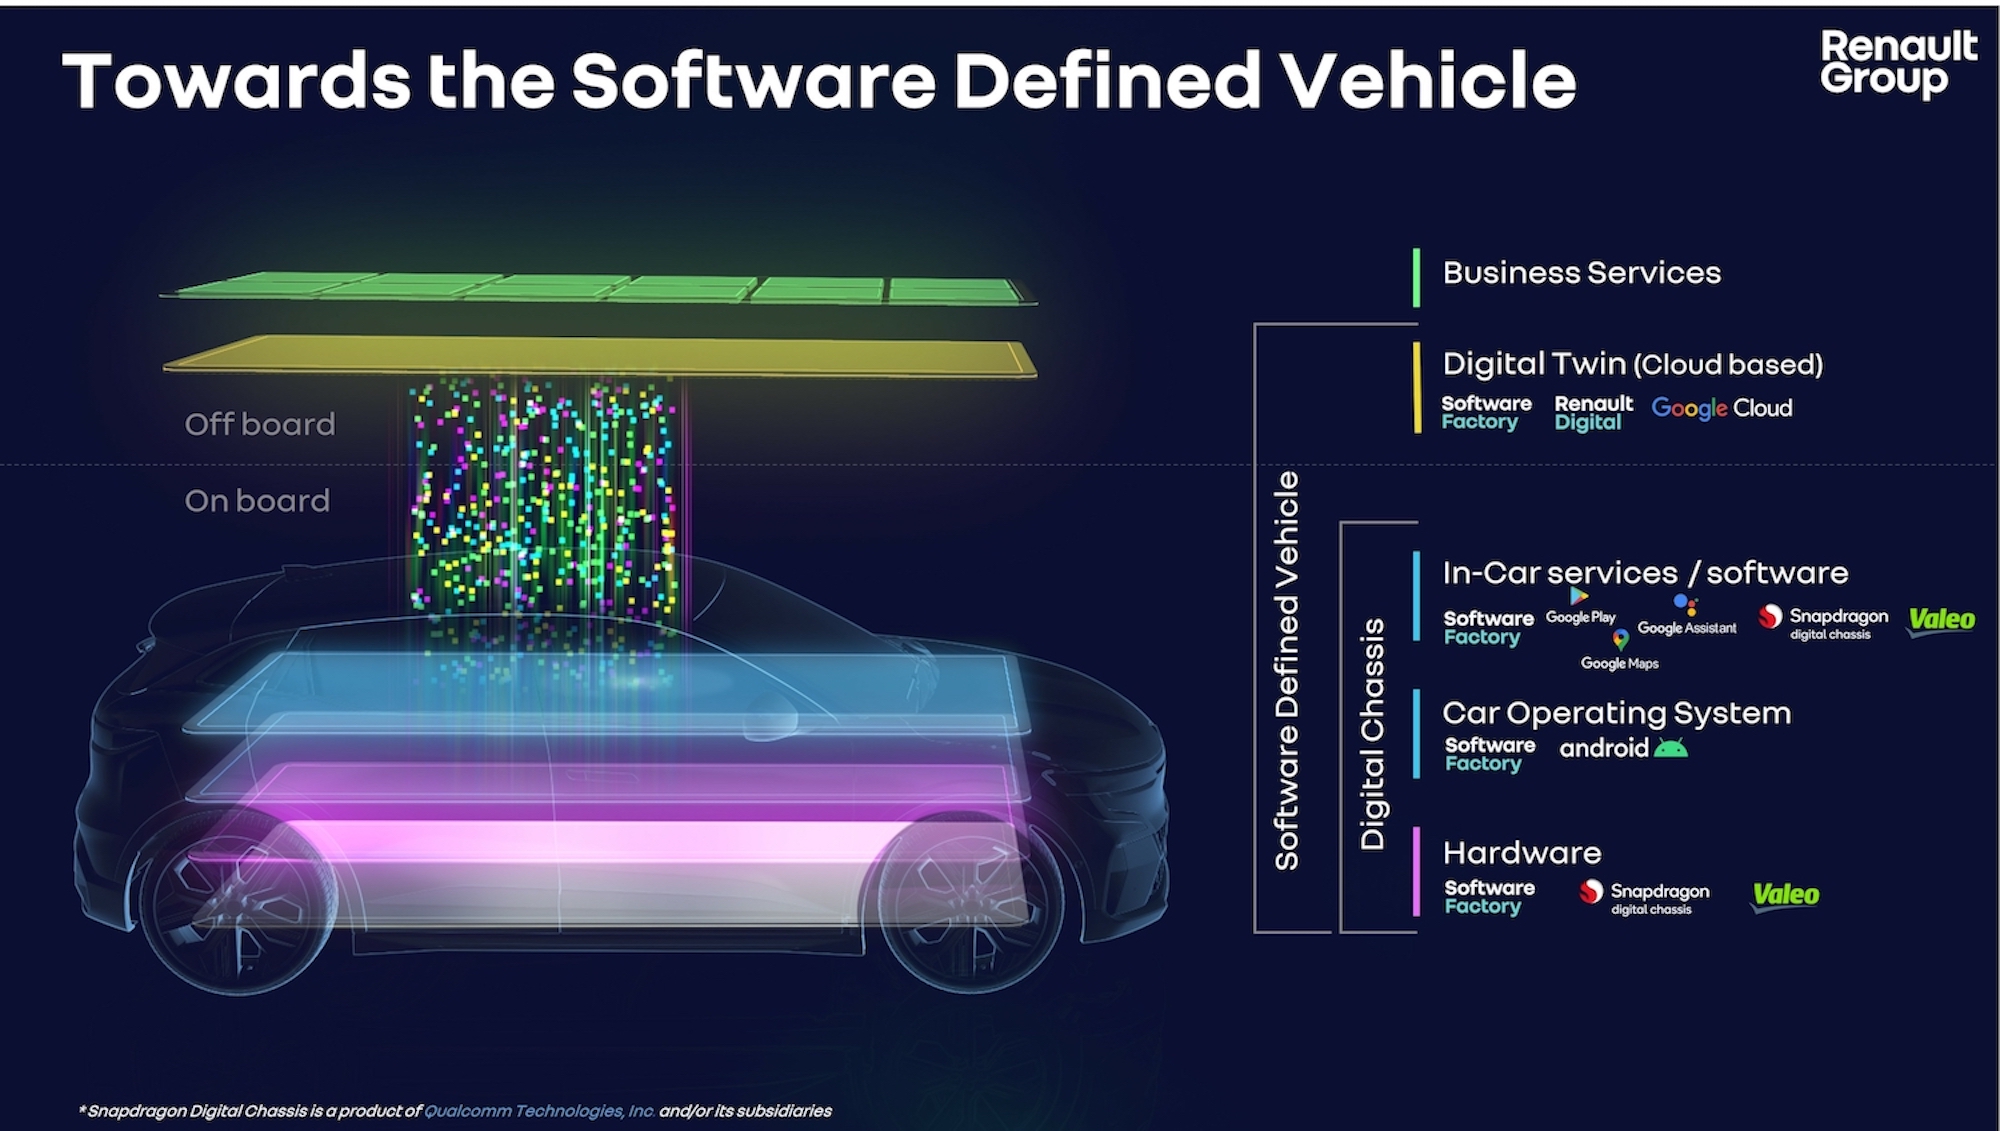 Towards the Software Defined Vehicle
Renault
Group
Business Services
Digital Twin (Cloud based)
Software
Factory
Renault
Digital
Google Cloud
Off board
On board
Software Defined Vehicle
Digital Chassis
In-Car services / software
Software
Factory
Google Play
Google Assistant
Google Maps
Snapdragon
digital chassis
Valeo
Car Operating System
Software
Factory
android
Hardware
Software
Factory
Snapdragon
digital chassis
Valeo
* Snapdragon Digital Chassis is a product of Qualcomm Technologies, Inc. and/or its subsidiaries